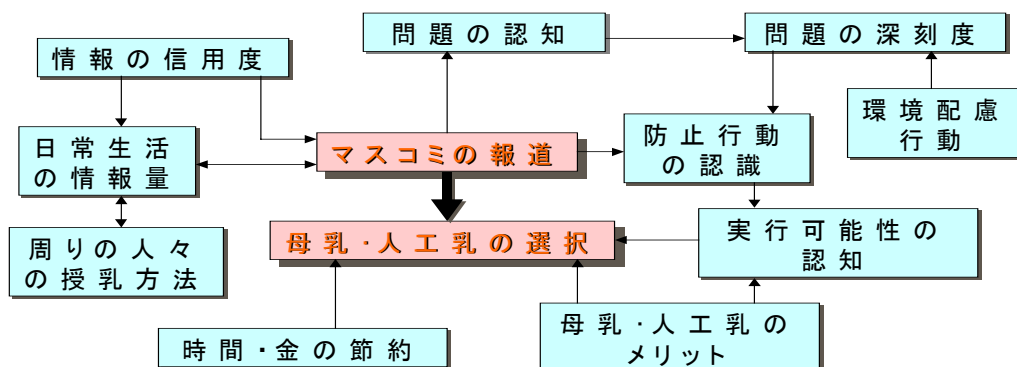 問題の認知
問題の深刻度
情報の信用度
環境配慮
行動
日常生活
の情報量
マスコミの報道
防止行動
の認識
母乳・人工乳の選択
実行可能性の
認知
周りの人々
の授乳方法
時間・金の節約
母乳・人工乳の
メリット